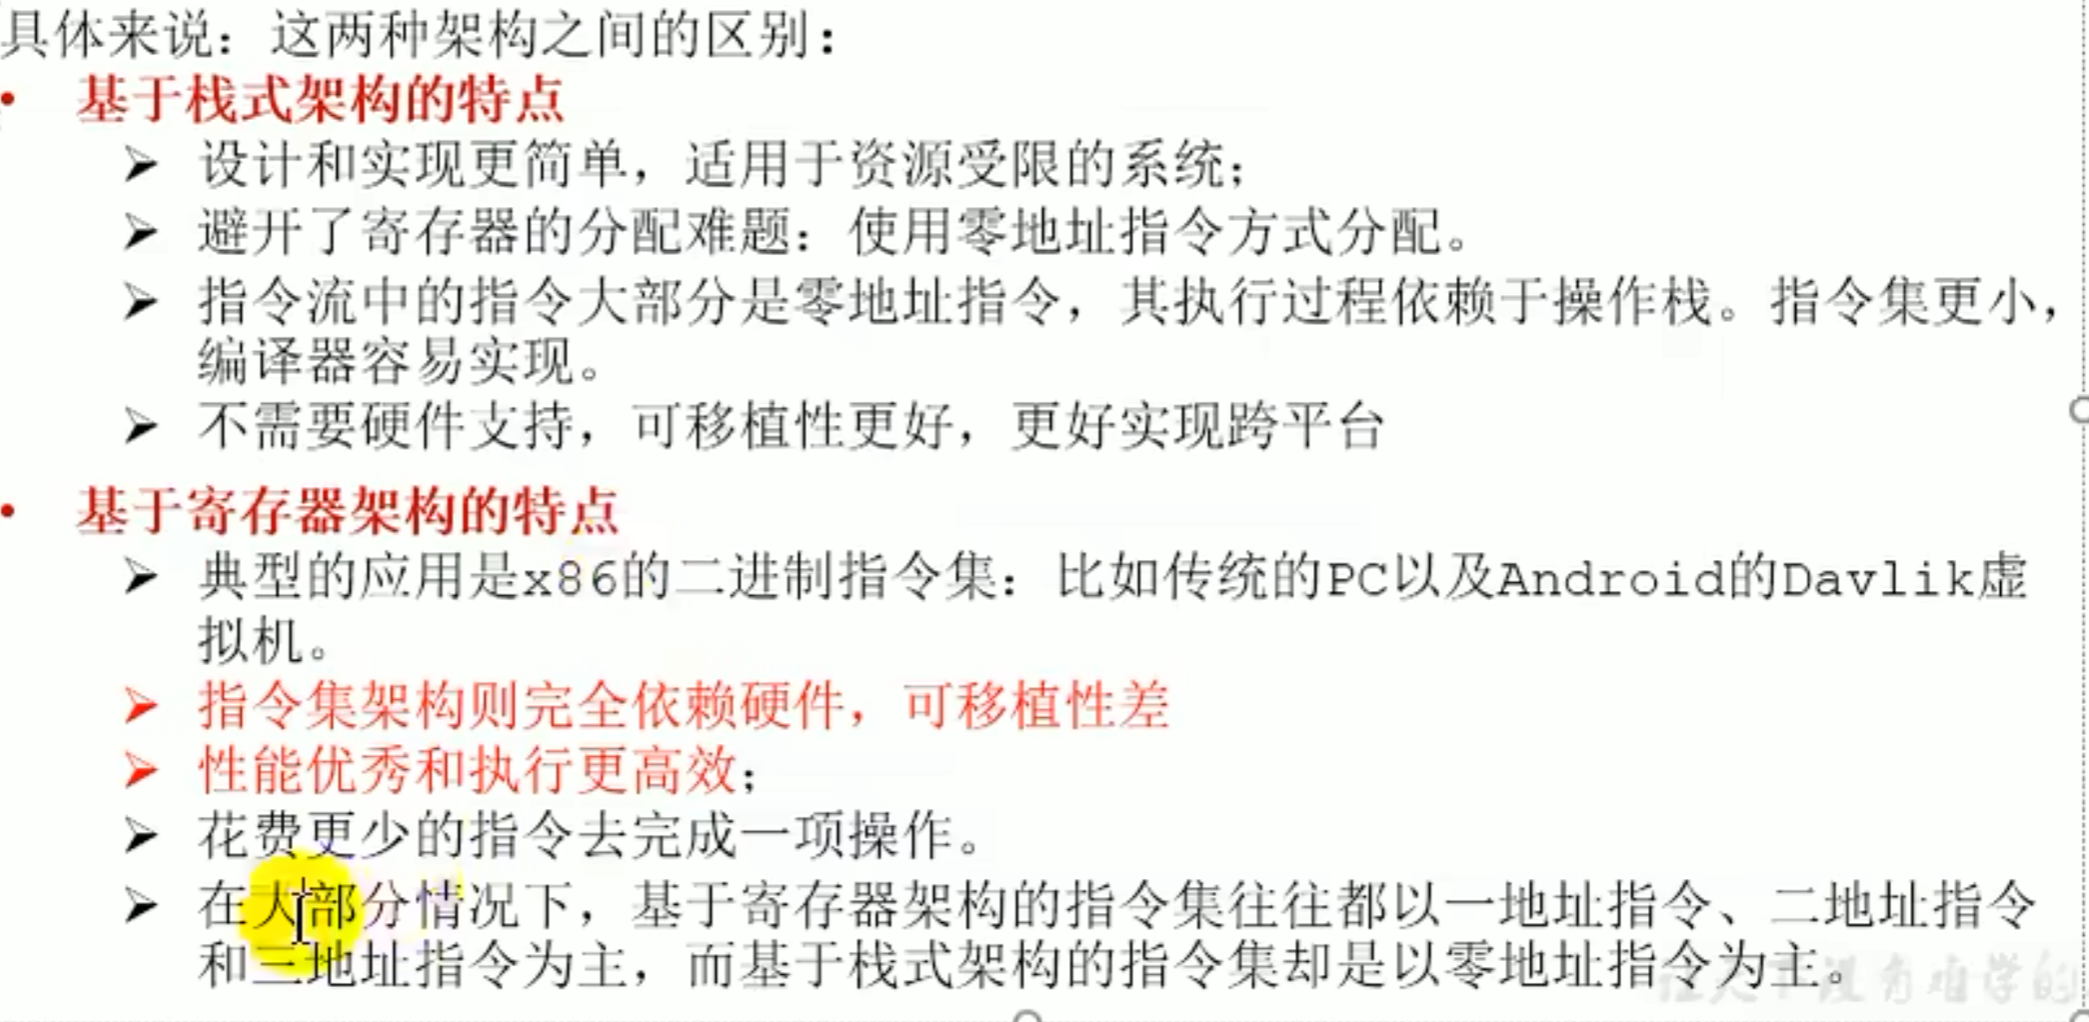 具体来说：这两种架构之间的区别：
• 基于栈式架构的特点
➢ 设计和实现更简单，适用于资源受限的系统；
➢ 避开了寄存器的分配难题：使用零地址指令方式分配。
➢ 指令流中的指令大部分是零地址指令，其执行过程依赖于操作栈。指令集更小，
编译器容易实现。
➢ 不需要硬件支持，可移植性更好，更好实现跨平台
• 基于寄存器架构的特点
➢ 典型的应用是x86的二进制指令集：比如传统的PC以及Android的Davlik虚
拟机。
➢ 指令集架构则完全依赖硬件，可移植性差
➢ 性能优秀和执行更高效；
➢ 花费更少的指令去完成一项操作。
➢ 在大部分情况下，基于寄存器架构的指令集往往都以一地址指令、二地址指令
和三地址指令为主，而基于栈式架构的指令集却是以零地址指令为主。